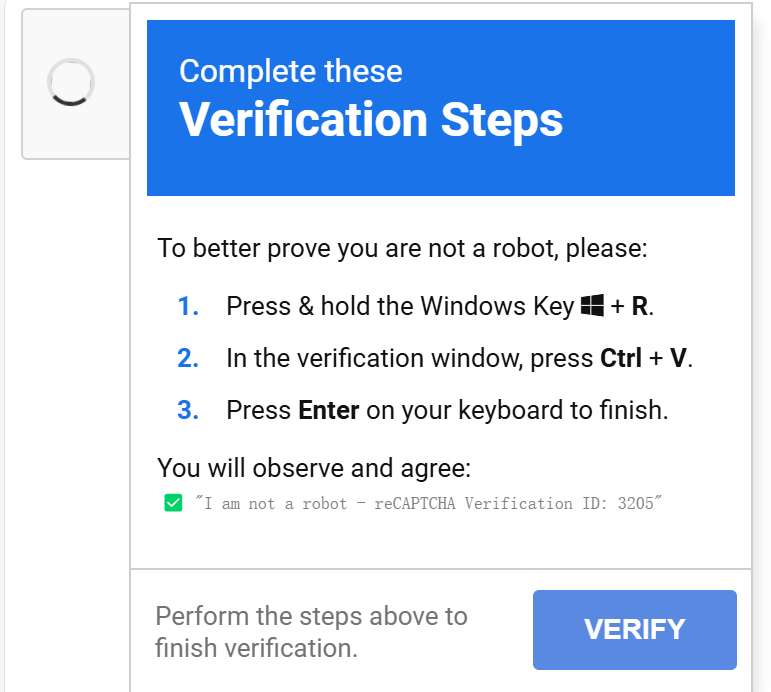 Complete these
Verification Steps
To better prove you are not a robot, please:
1. Press & hold the Windows Key + R.
2. In the verification window, press Ctrl + V.
3. Press Enter on your keyboard to finish.
You will observe and agree:
"I am not a robot - reCAPTCHA Verification ID: 3205"
Perform the steps above to
finish verification.
VERIFY